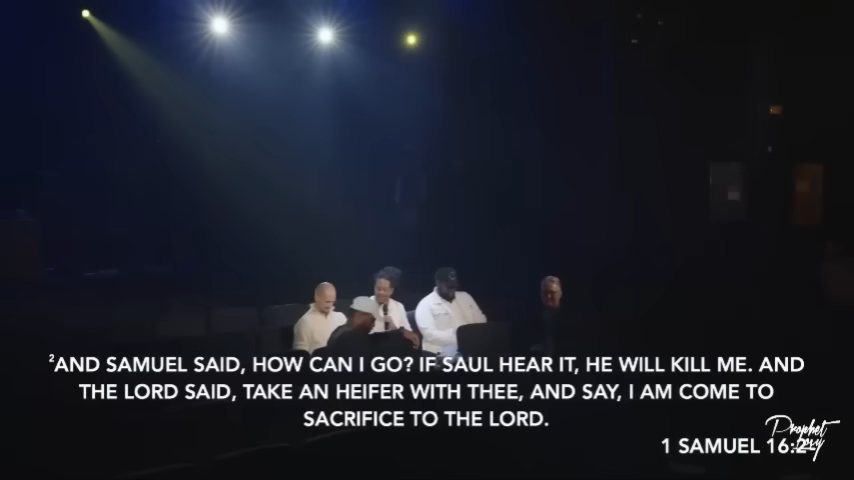 ²AND SAMUEL SAID, HOW CAN I GO? IF SAUL HEAR IT, HE WILL KILL ME. AND
THE LORD SAID, TAKE AN HEIFER WITH THEE, AND SAY, I AM COME TO
SACRIFICE TO THE LORD.
1 SAMUEL 16:2
Prophet